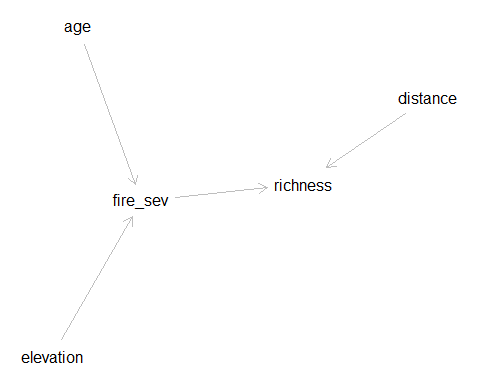 age
distance
richness
fire_sev
elevation